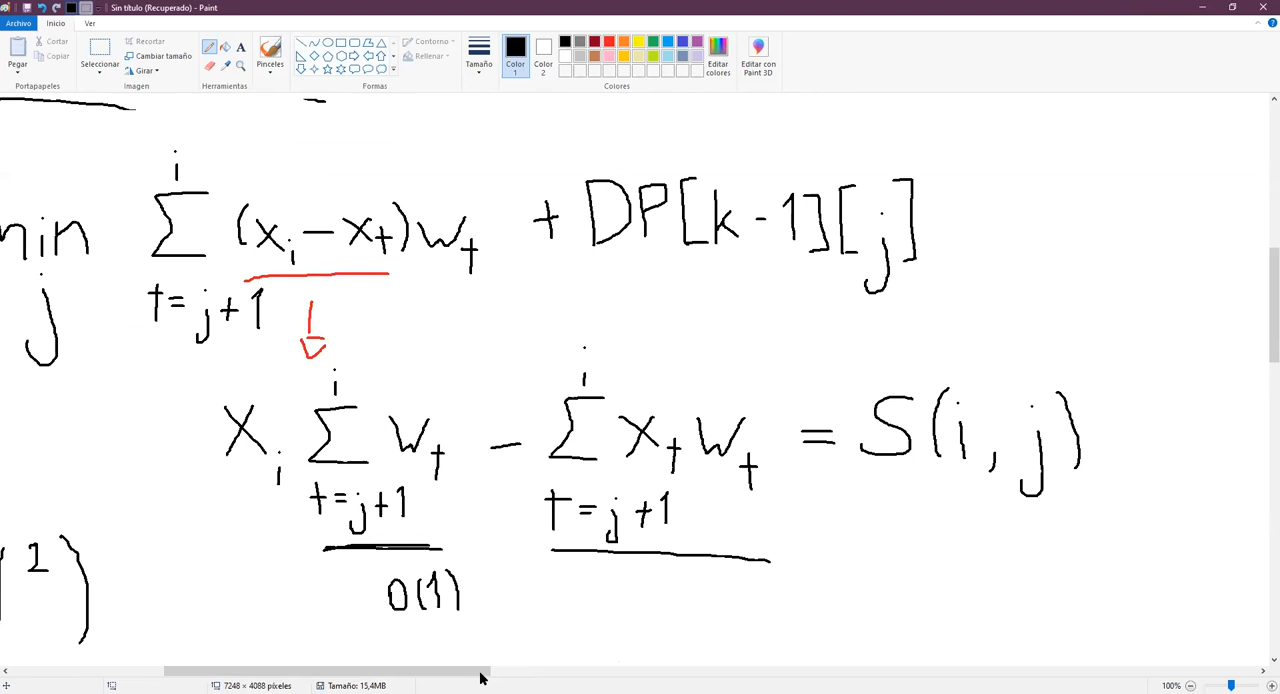 Sin título (Recuperado) - Paint
Archivo Inicio Ver
Pegar
Cortar
Copiar
Portapapeles
Seleccionar
Recortar
Cambiar tamaño
Girar
Imagen
A
Herramientas
Pinceles
Contorno
Rellenar
Formas
Tamaño
Color 1
Color 2
Editar colores
Colores
Editar con Paint 3D
min j ∑ i t=j+1 (xi − xt)wt + DP[k-1][j]
Xi ∑ i t=j+1 wt − ∑ i t=j+1 xt wt = S(i, j)
2)
O(1)
7248 × 4088 píxeles
Tamaño: 15,4MB
100%